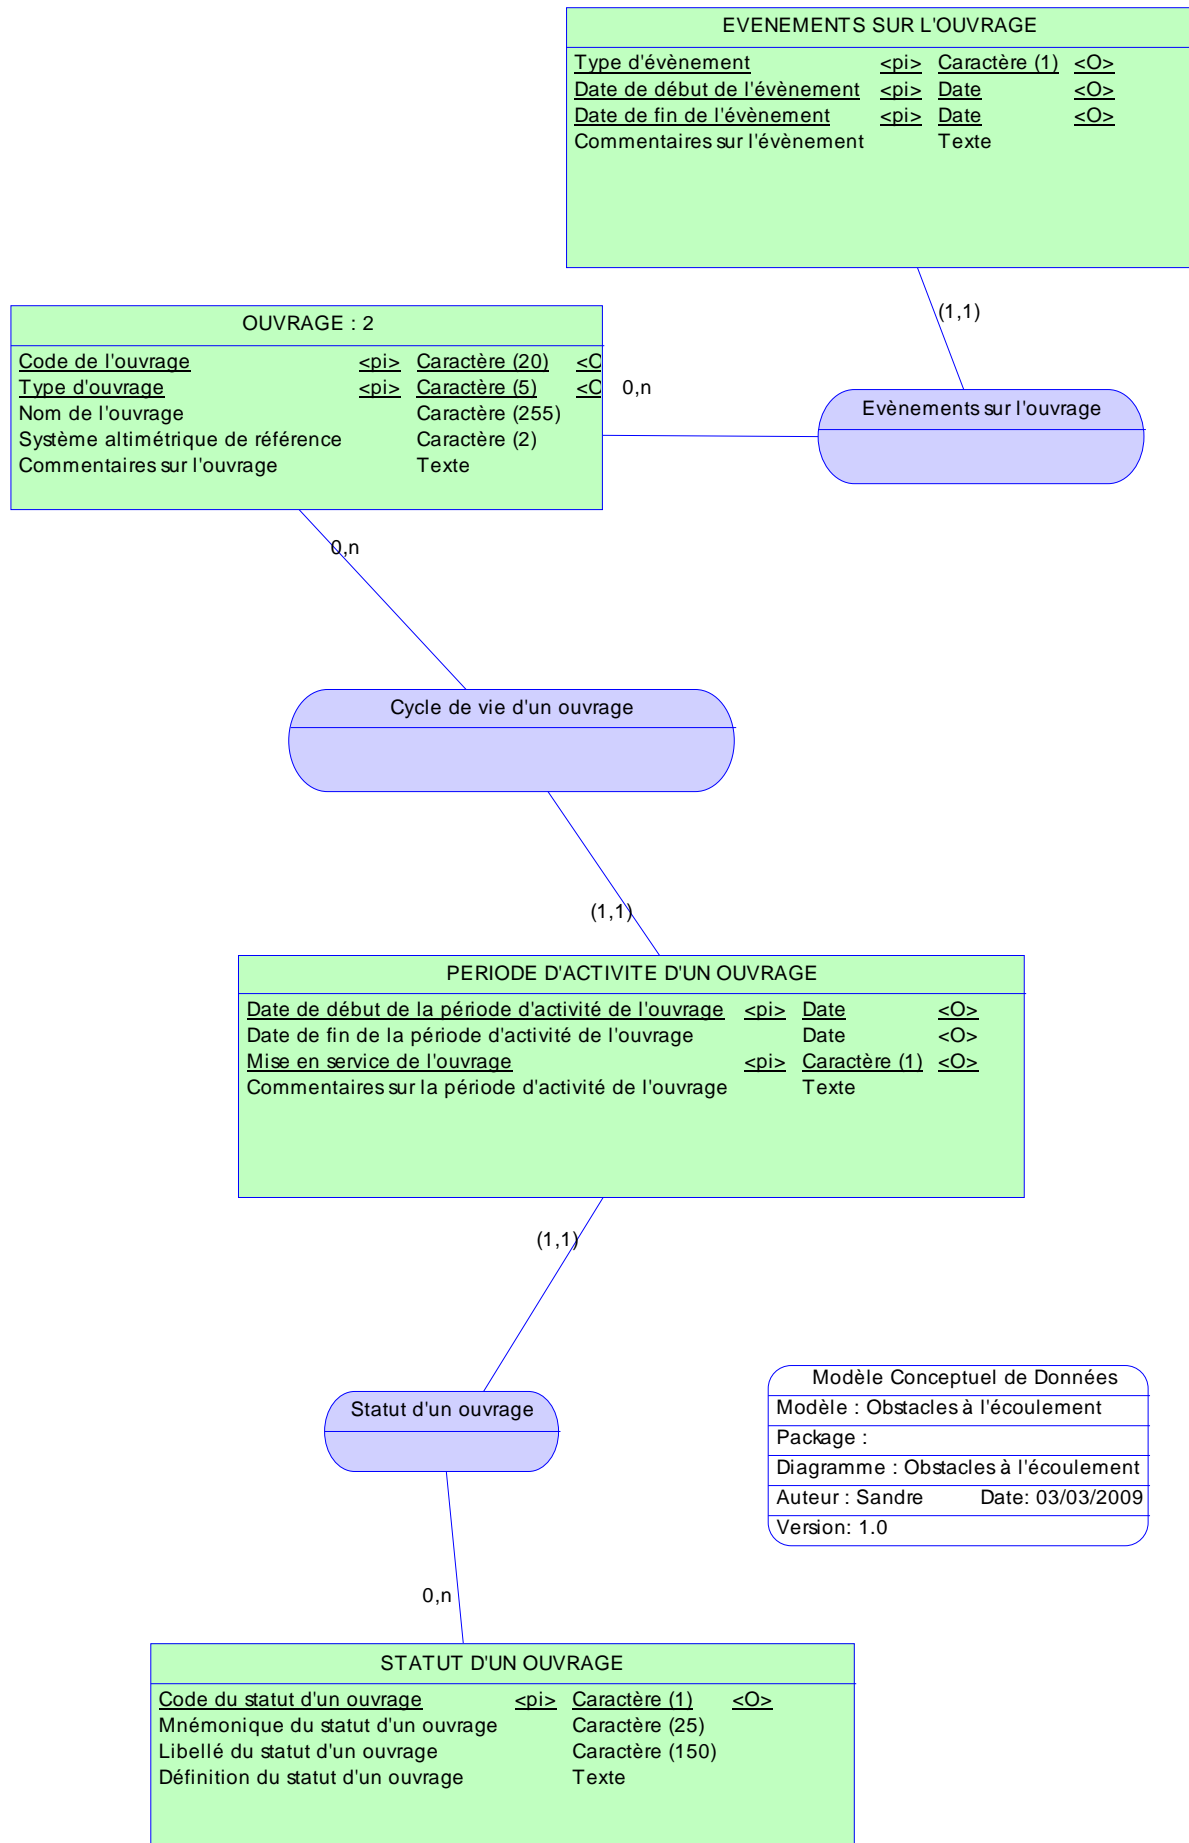 EVENEMENTS SUR L'OUVRAGE
Type d'évènement <pi> Caractère (1) <O>
Date de début de l'évènement <pi> Date <O>
Date de fin de l'évènement <pi> Date <O>
Commentaires sur l'évènement Texte
(1,1)
OUVRAGE : 2
Code de l'ouvrage <pi> Caractère (20) <O
Type d'ouvrage <pi> Caractère (5) <O
Nom de l'ouvrage Caractère (255)
Système altimétrique de référence Caractère (2)
Commentaires sur l'ouvrage Texte
0,n
Evènements sur l'ouvrage
0,n
Cycle de vie d'un ouvrage
(1,1)
PERIODE D'ACTIVITE D'UN OUVRAGE
Date de début de la période d'activité de l'ouvrage <pi> Date <O>
Date de fin de la période d'activité de l'ouvrage Date <O>
Mise en service de l'ouvrage <pi> Caractère (1) <O>
Commentaires sur la période d'activité de l'ouvrage Texte
(1,1)
Statut d'un ouvrage
Modèle Conceptuel de Données
Modèle : Obstacles à l'écoulement
Package :
Diagramme : Obstacles à l'écoulement
Auteur : Sandre Date: 03/03/2009
Version: 1.0
0,n
STATUT D'UN OUVRAGE
Code du statut d'un ouvrage <pi> Caractère (1) <O>
Mnémonique du statut d'un ouvrage Caractère (25)
Libellé du statut d'un ouvrage Caractère (150)
Définition du statut d'un ouvrage Texte